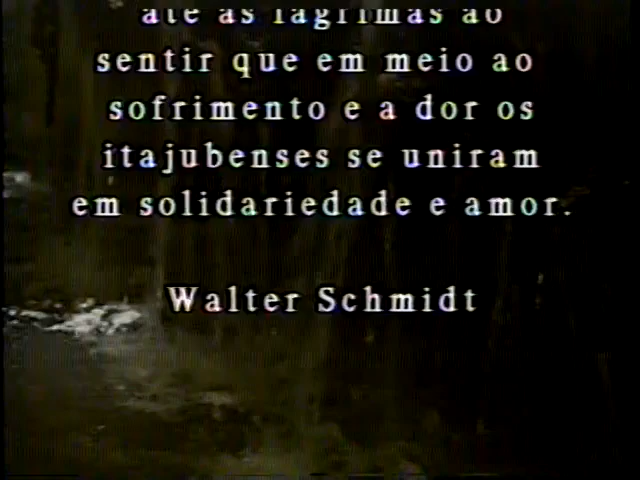 até as lágrimas ao
sentir que em meio ao
sofrimento e a dor os
itajubenses se uniram
em solidariedade e amor.
Walter Schmidt